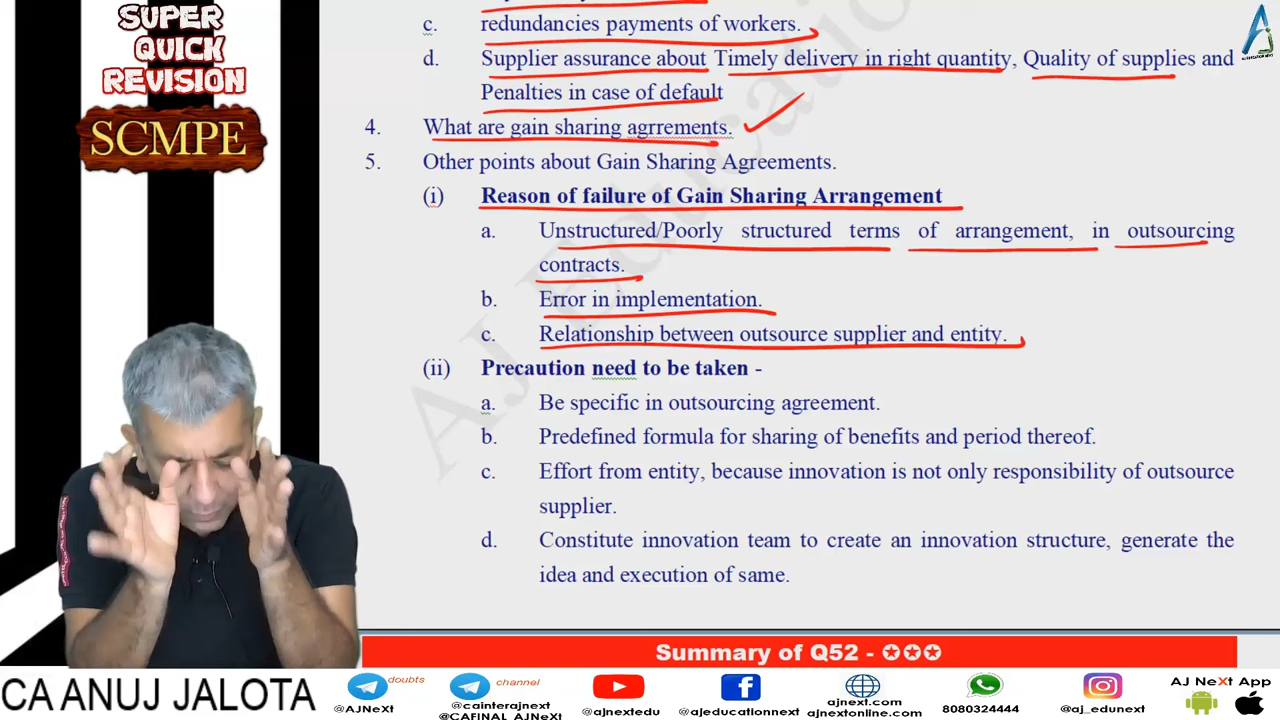 SUPER
QUICK
REVISION
SCMPE
c. redundancies payments of workers.
d. Supplier assurance about Timely delivery in right quantity, Quality of supplies and
Penalties in case of default
4. What are gain sharing agrrements.
5. Other points about Gain Sharing Agreements.
(i) Reason of failure of Gain Sharing Arrangement
a. Unstructured/Poorly structured terms of arrangement, in outsourcing
contracts.
b. Error in implementation.
c. Relationship between outsource supplier and entity.
(ii) Precaution need to be taken -
a. Be specific in outsourcing agreement.
b. Predefined formula for sharing of benefits and period thereof.
c. Effort from entity, because innovation is not only responsibility of outsource
supplier.
d. Constitute innovation team to create an innovation structure, generate the
idea and execution of same.
AJ Education
Summary of Q52 - ✪✪✪
CA ANUJ JALOTA
doubts
@AJNeXt
channel
@cainterajnext
@CAFINAL_AJNeXt
@ajnextedu
@ajeducationnext
ajnext.com
ajnextonline.com
8080324444
@aj_edunext
AJ NeXt App